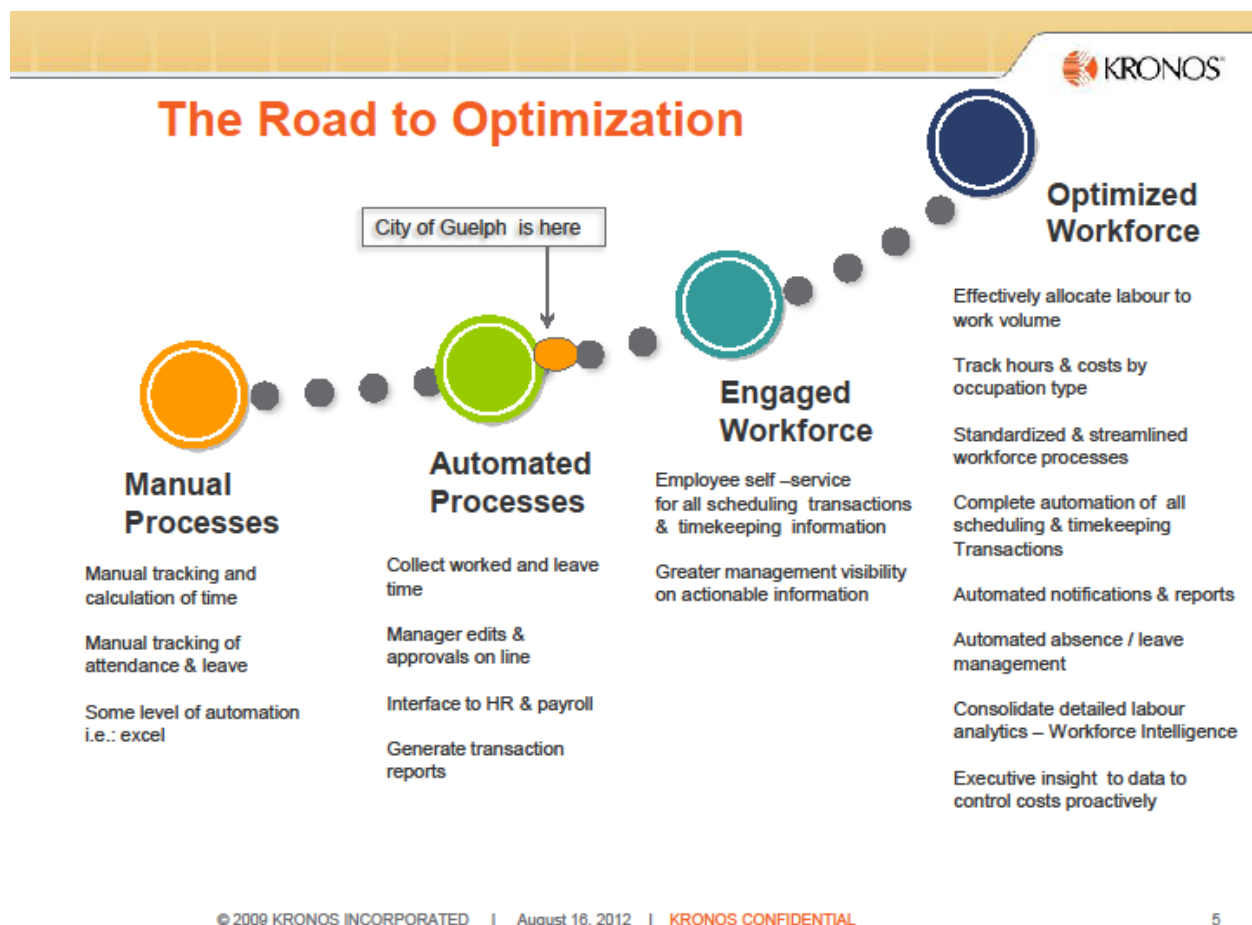 KRONOS
The Road to Optimization
City of Guelph is here
Manual
Processes
Manual tracking and
calculation of time
Manual tracking of
attendance & leave
Some level of automation
i.e.: excel
Automated
Processes
Collect worked and leave
time
Manager edits &
approvals on line
Interface to HR & payroll
Generate transaction
reports
Engaged
Workforce
Employee self –service
for all scheduling transactions
& timekeeping information
Greater management visibility
on actionable information
Optimized
Workforce
Effectively allocate labour to
work volume
Track hours & costs by
occupation type
Standardized & streamlined
workforce processes
Complete automation of all
scheduling & timekeeping
Transactions
Automated notifications & reports
Automated absence / leave
management
Consolidate detailed labour
analytics – Workforce Intelligence
Executive insight to data to
control costs proactively
© 2009 KRONOS INCORPORATED I August 16, 2012 I KRONOS CONFIDENTIAL
5